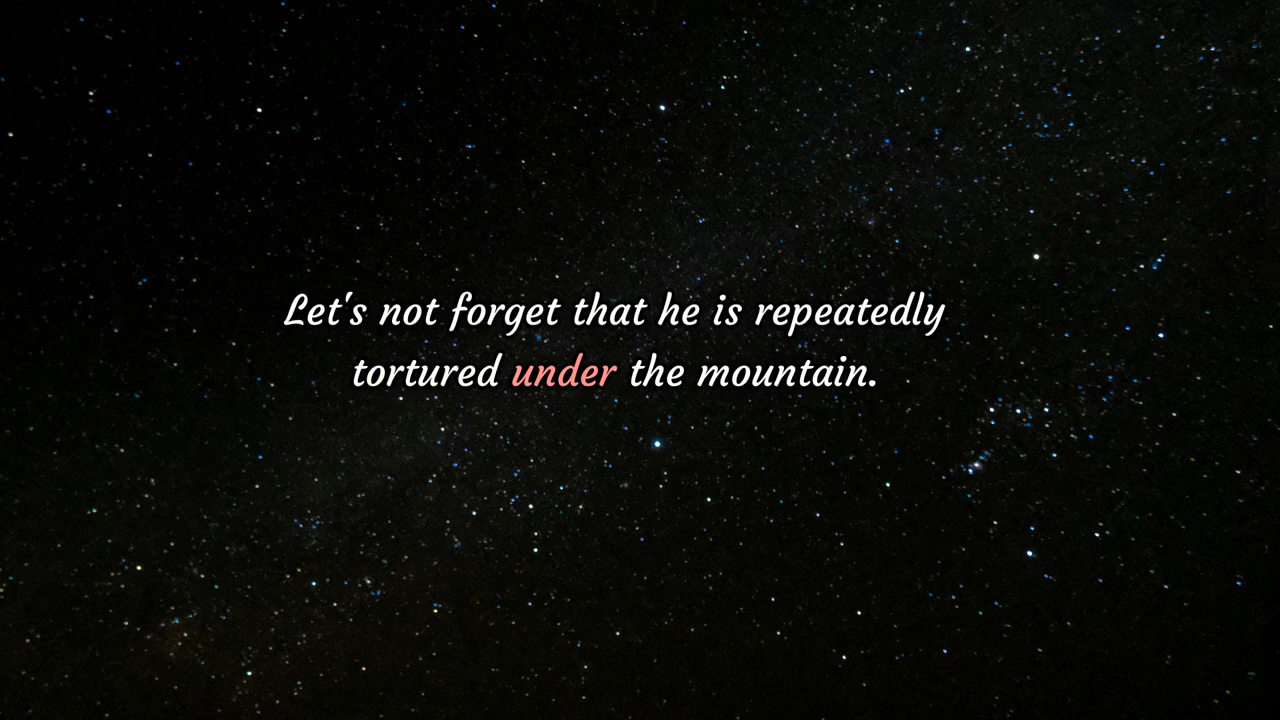 Let's not forget that he is repeatedly
tortured under the mountain.